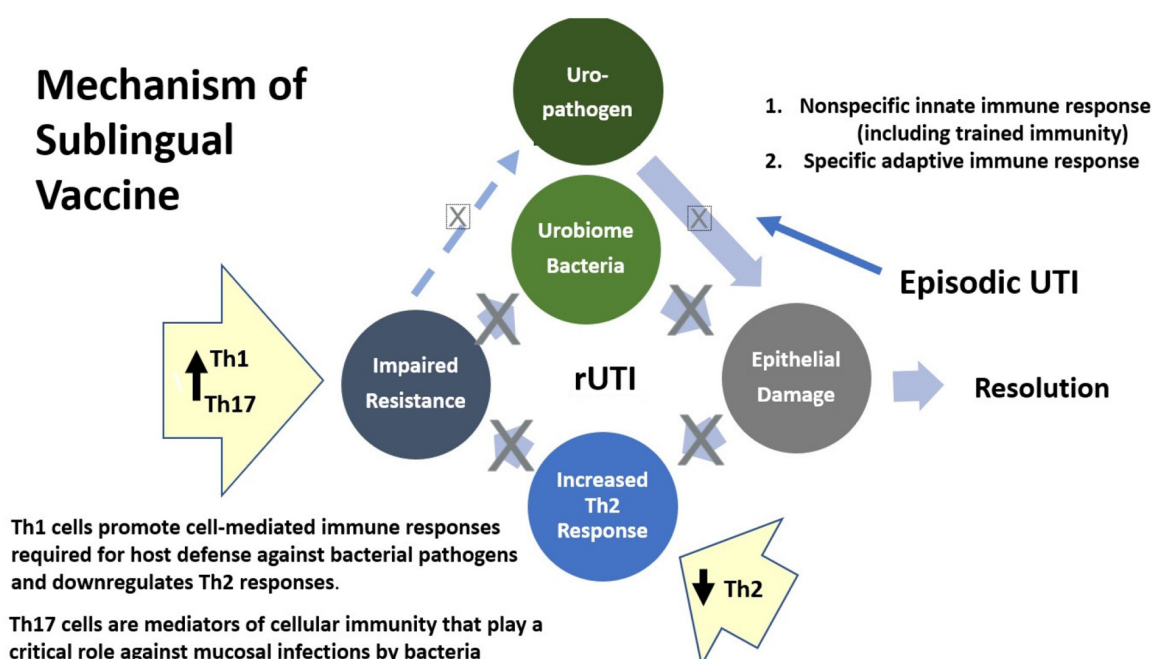 Mechanism of
Sublingual
Vaccine
Uro-
pathogen
1. Nonspecific innate immune response
(including trained immunity)
2. Specific adaptive immune response
X
X
Urobiome
Bacteria
Episodic UTI
X
X
Th1
Th17
Impaired
Resistance
rUTI
Epithelial
Damage
Resolution
X
X
Increased
Th2
Response
Th1 cells promote cell-mediated immune responses
required for host defense against bacterial pathogens
and downregulates Th2 responses.
Th2
Th17 cells are mediators of cellular immunity that play a
critical role against mucosal infections by bacteria